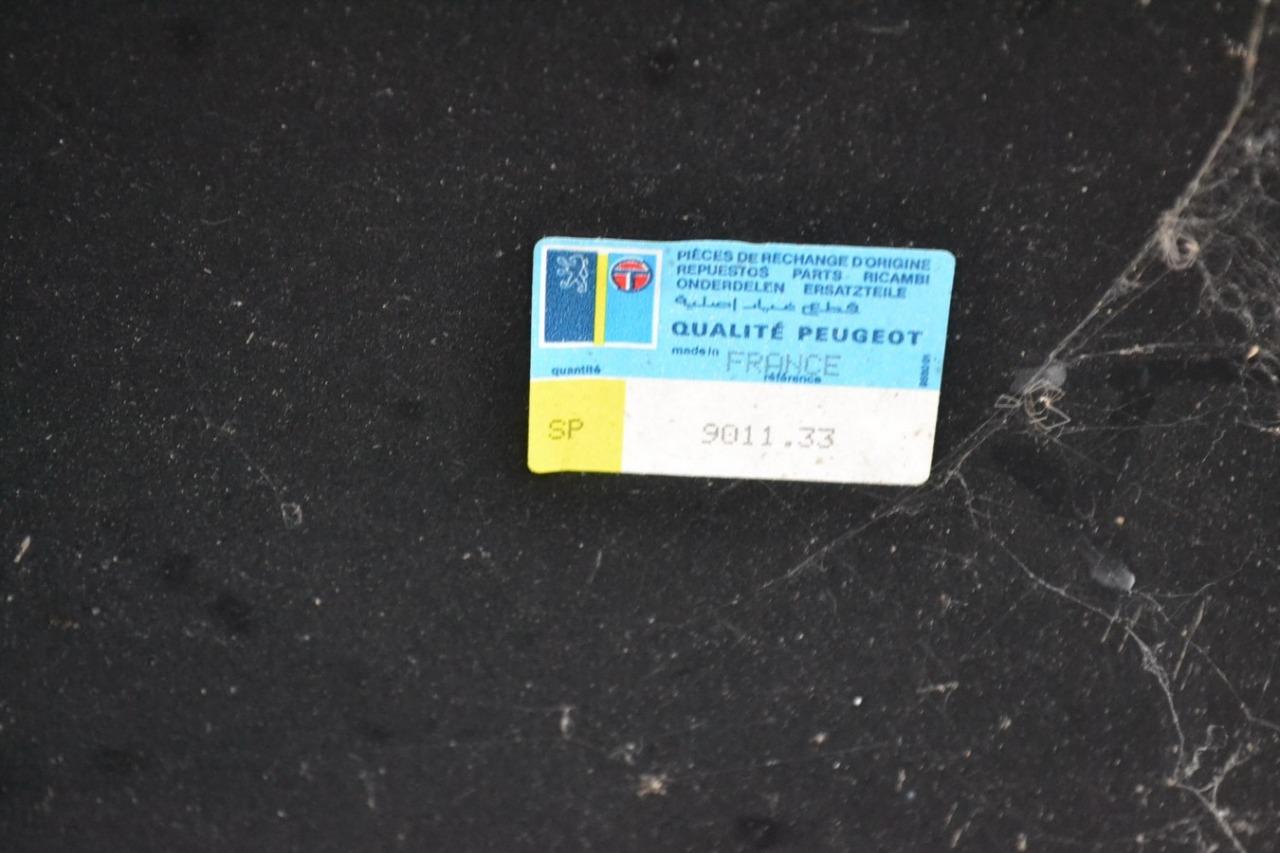 PIÈCES DE RECHANGE D'ORIGINE
REPUESTOS PARTS RICAMBI
ONDERDELEN ERSATZTEILE
قطع غيار اصلية
QUALITÉ PEUGEOT
made in FRANCE
quantité référence
SP 9011.33